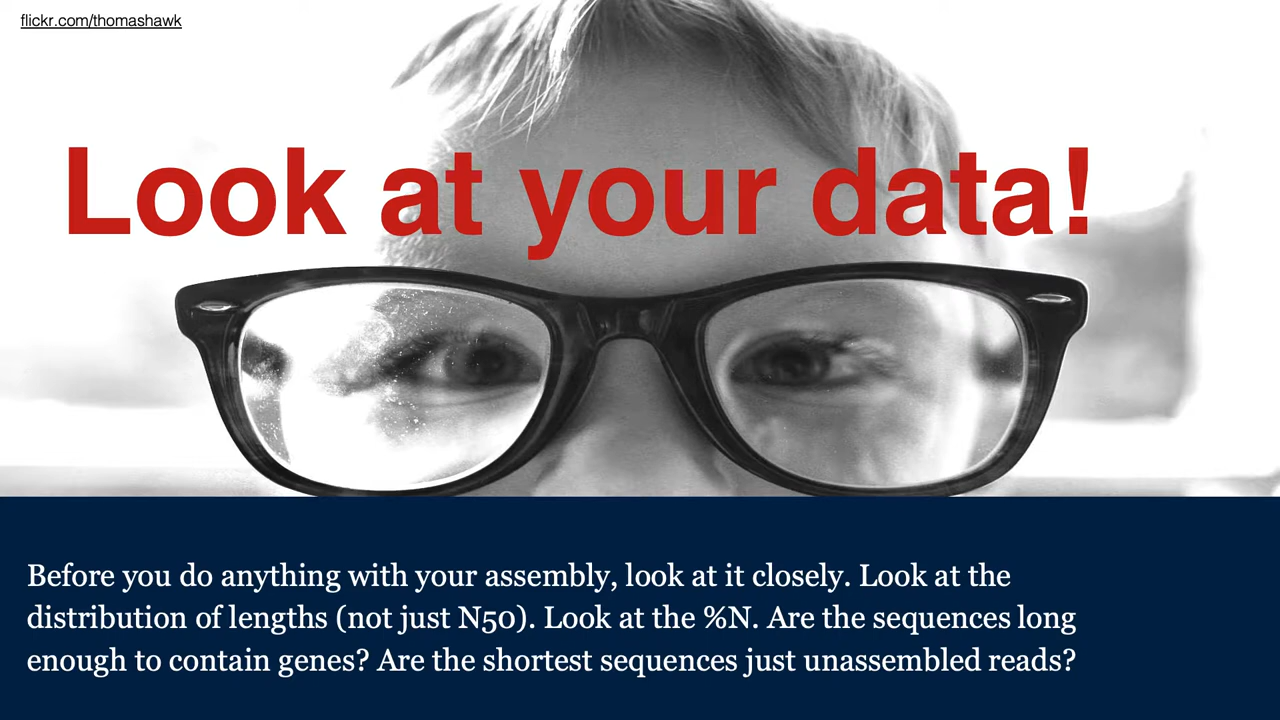 flickr.com/thomashawk
Look at your data!
Before you do anything with your assembly, look at it closely. Look at the
distribution of lengths (not just N50). Look at the %N. Are the sequences long
enough to contain genes? Are the shortest sequences just unassembled reads?